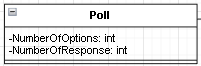 Poll
-NumberOfOptions: int
-NumberOfResponse: int